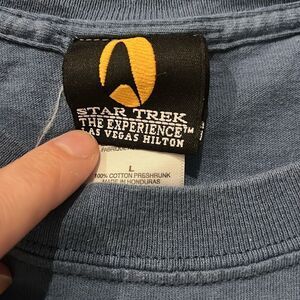 STAR TREK
THE EXPERIENCE™
LAS VEGAS HILTON
L
100% COTTON PRESHRUNK
MADE IN HONDURAS